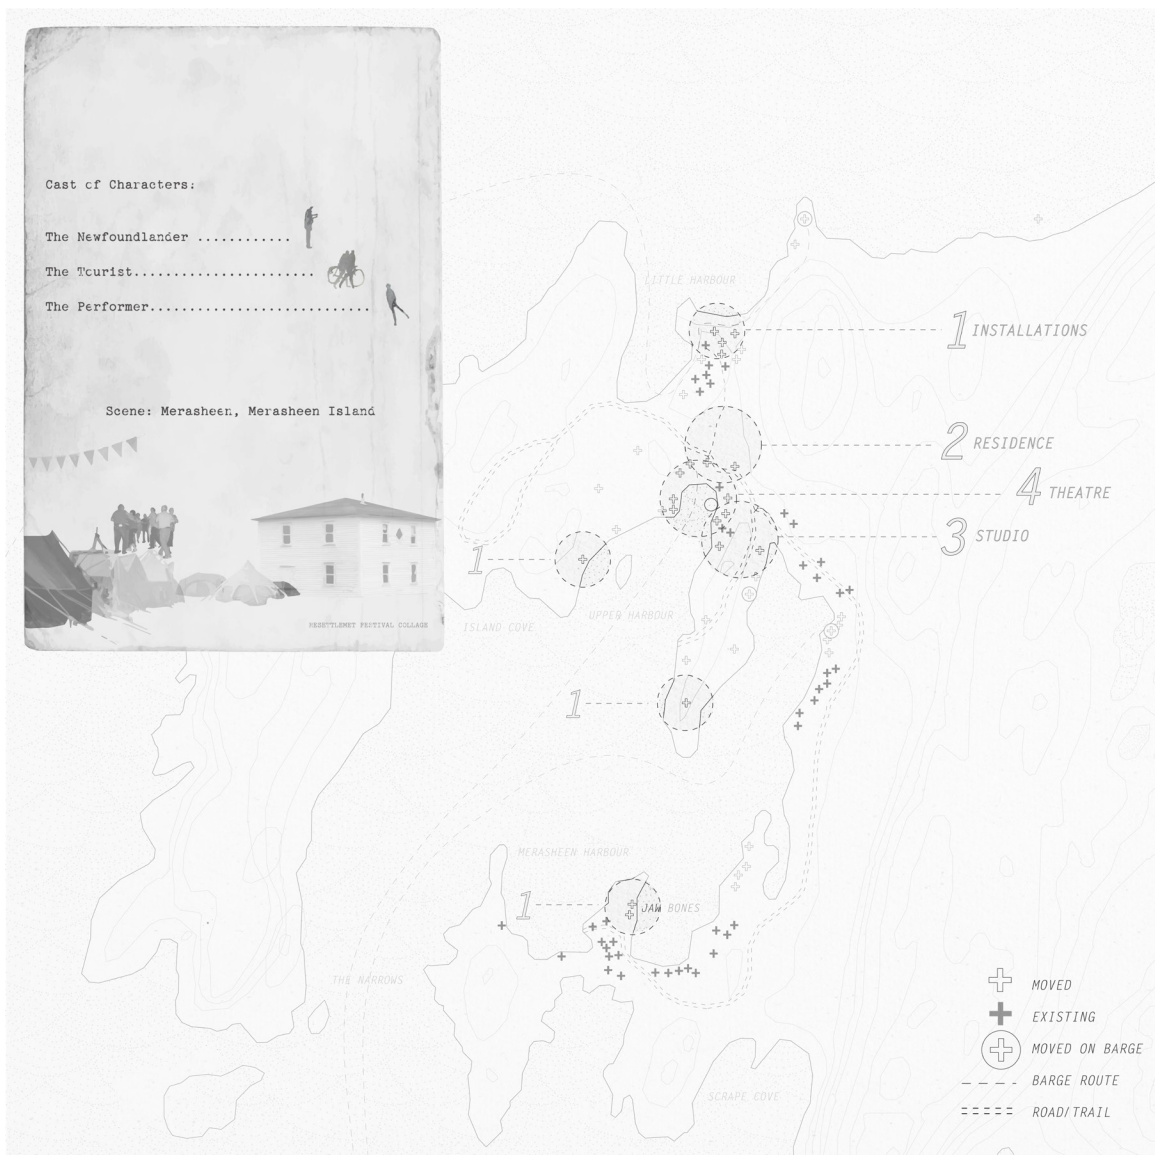 Cast of Characters:
The Newfoundlander ............
The Tourist.......................
The Performer............................
Scene: Merasheen, Merasheen Island
RESETTLEMET FESTIVAL COLLAGE
LITTLE HARBOUR
1 INSTALLATIONS
2 RESIDENCE
4 THEATRE
3 STUDIO
1
UPPER HARBOUR
ISLAND COVE
1
MERASHEEN HARBOUR
1
JAW BONES
THE NARROWS
SCRAPE COVE
MOVED
EXISTING
MOVED ON BARGE
BARGE ROUTE
ROAD/TRAIL